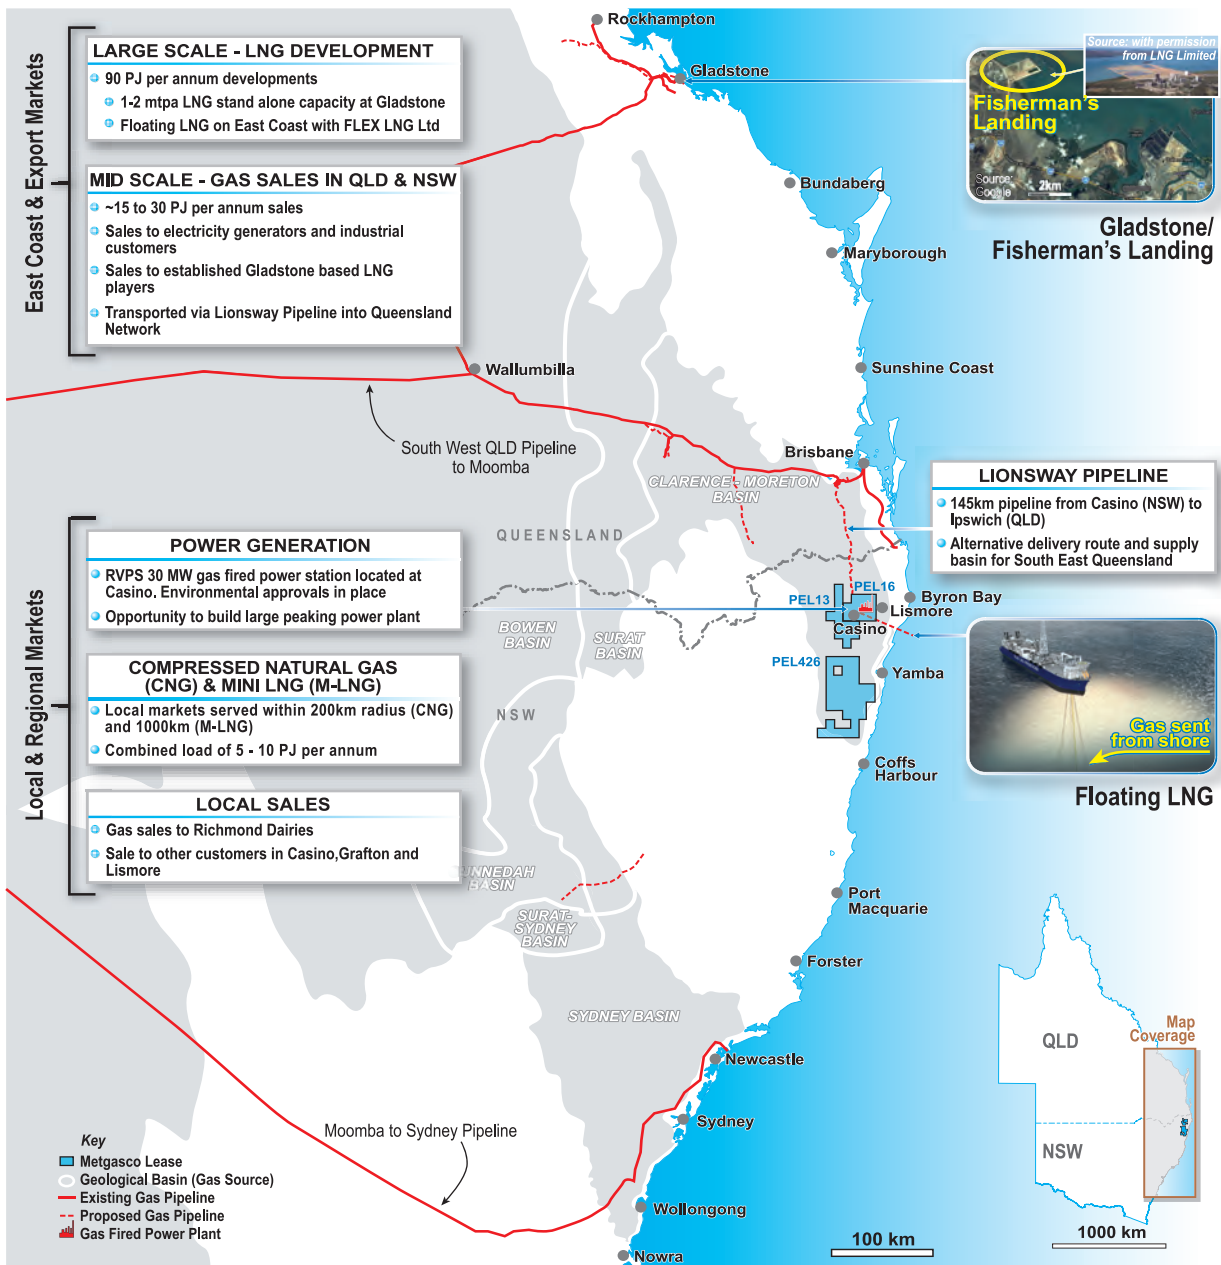 East Coast & Export Markets
LARGE SCALE - LNG DEVELOPMENT
90 PJ per annum developments
1-2 mtpa LNG stand alone capacity at Gladstone
Floating LNG on East Coast with FLEX LNG Ltd
MID SCALE - GAS SALES IN QLD & NSW
~15 to 30 PJ per annum sales
Sales to electricity generators and industrial
customers
Sales to established Gladstone based LNG
players
Transported via Lionsway Pipeline into Queensland
Network
Local & Regional Markets
POWER GENERATION
RVPS 30 MW gas fired power station located at
Casino. Environmental approvals in place
Opportunity to build large peaking power plant
COMPRESSED NATURAL GAS
(CNG) & MINI LNG (M-LNG)
Local markets served within 200km radius (CNG)
and 1000km (M-LNG)
Combined load of 5 - 10 PJ per annum
LOCAL SALES
Gas sales to Richmond Dairies
Sale to other customers in Casino,Grafton and
Lismore
Rockhampton
Gladstone
Bundaberg
Maryborough
Sunshine Coast
Wallumbilla
South West QLD Pipeline
to Moomba
Brisbane
CLARENCE - MORETON
BASIN
QUEENSLAND
BOWEN
BASIN
SURAT
BASIN
NSW
PEL13
PEL16
Byron Bay
Lismore
Casino
PEL426
Yamba
Coffs
Harbour
BASIN
SURAT-
SYDNEY
BASIN
Port
Macquarie
Forster
SYDNEY BASIN
Newcastle
Sydney
Moomba to Sydney Pipeline
Wollongong
Nowra
Source: with permission
from LNG Limited
Fisherman's
Landing
Source:
Google
2km
Gladstone/
Fisherman's Landing
LIONSWAY PIPELINE
145km pipeline from Casino (NSW) to
Ipswich (QLD)
Alternative delivery route and supply
basin for South East Queensland
Gas sent
from shore
Floating LNG
Map
Coverage
QLD
NSW
1000 km
100 km
Key
Metgasco Lease
Geological Basin (Gas Source)
Existing Gas Pipeline
Proposed Gas Pipeline
Gas Fired Power Plant